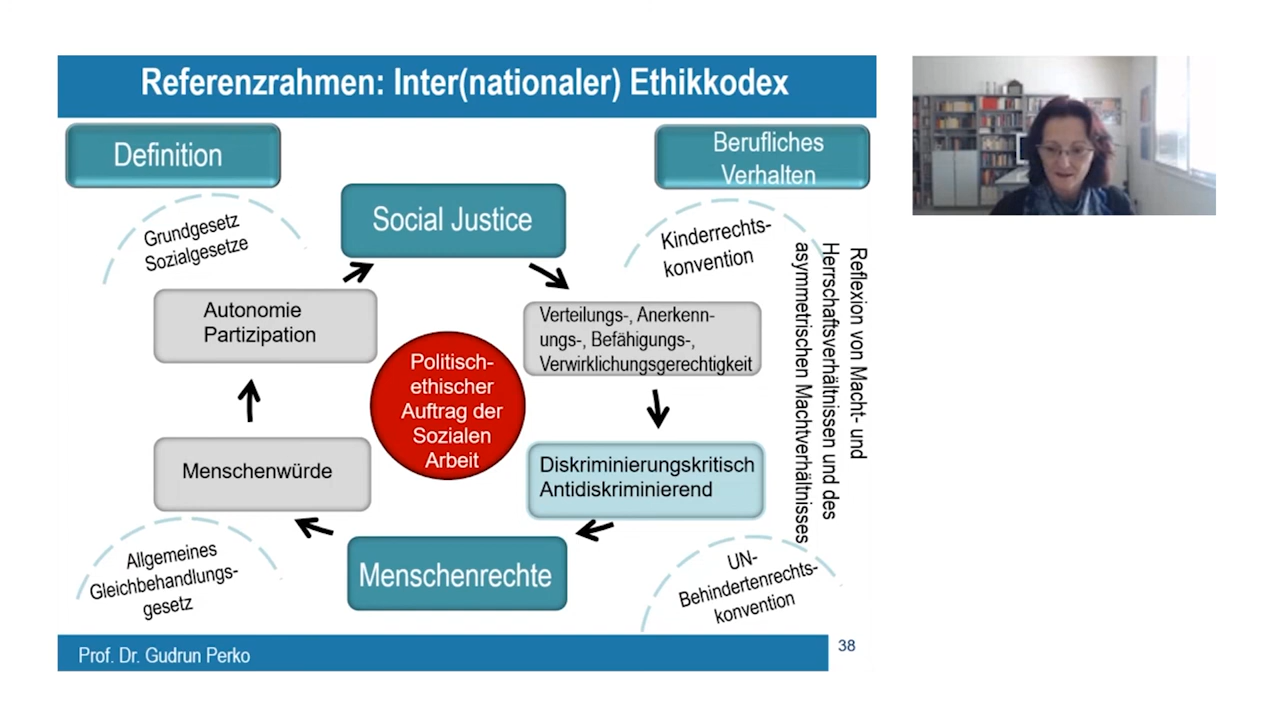 Referenzrahmen: Inter(nationaler) Ethikkodex
Definition
Berufliches
Verhalten
Grundgesetz
Sozialgesetze
Social Justice
Kinderrechts-
konvention
Autonomie
Partizipation
Verteilungs-, Anerkenn-
ungs-, Befähigungs-,
Verwirklichungsgerechtigkeit
Politisch-
ethischer
Auftrag der
Sozialen
Arbeit
Reflexion von Macht- und
Herrschaftsverhältnissen und des
asymmetrischen Machtverhältnisses
Menschenwürde
Diskriminierungskritisch
Antidiskriminierend
Allgemeines
Gleichbehandlungs-
gesetz
Menschenrechte
UN-
Behindertenrechts-
konvention
Prof. Dr. Gudrun Perko
38